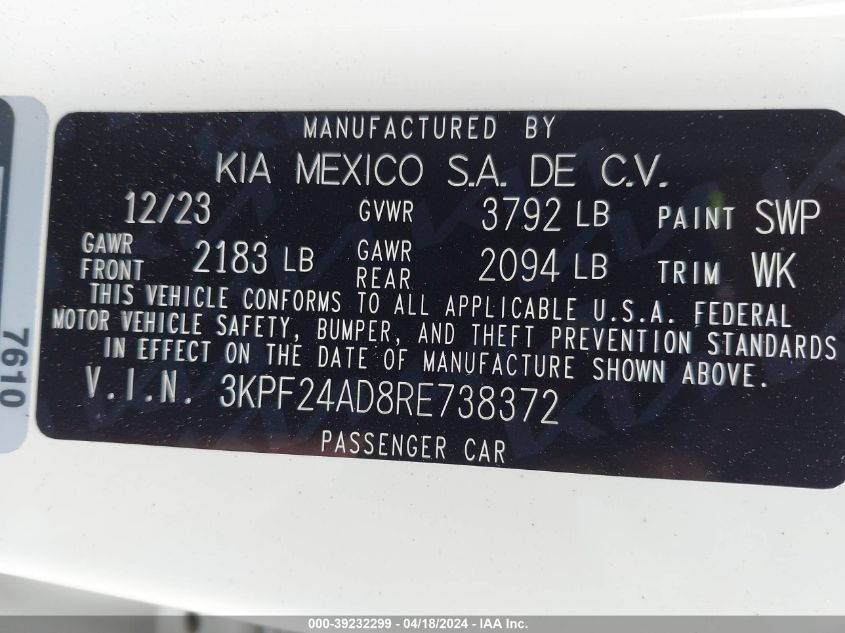 MANUFACTURED BY
KIA MEXICO S.A. DE C.V.
12/23 GVWR 3792 LB PAINT SWP
GAWR FRONT 2183 LB GAWR REAR 2094 LB TRIM WK
THIS VEHICLE CONFORMS TO ALL APPLICABLE U.S.A. FEDERAL
MOTOR VEHICLE SAFETY, BUMPER, AND THEFT PREVENTION STANDARDS
IN EFFECT ON THE DATE OF MANUFACTURE SHOWN ABOVE.
V.I.N. 3KPF24AD8RE738372
PASSENGER CAR
7610
000-39232299 - 04/18/2024 - IAA Inc.